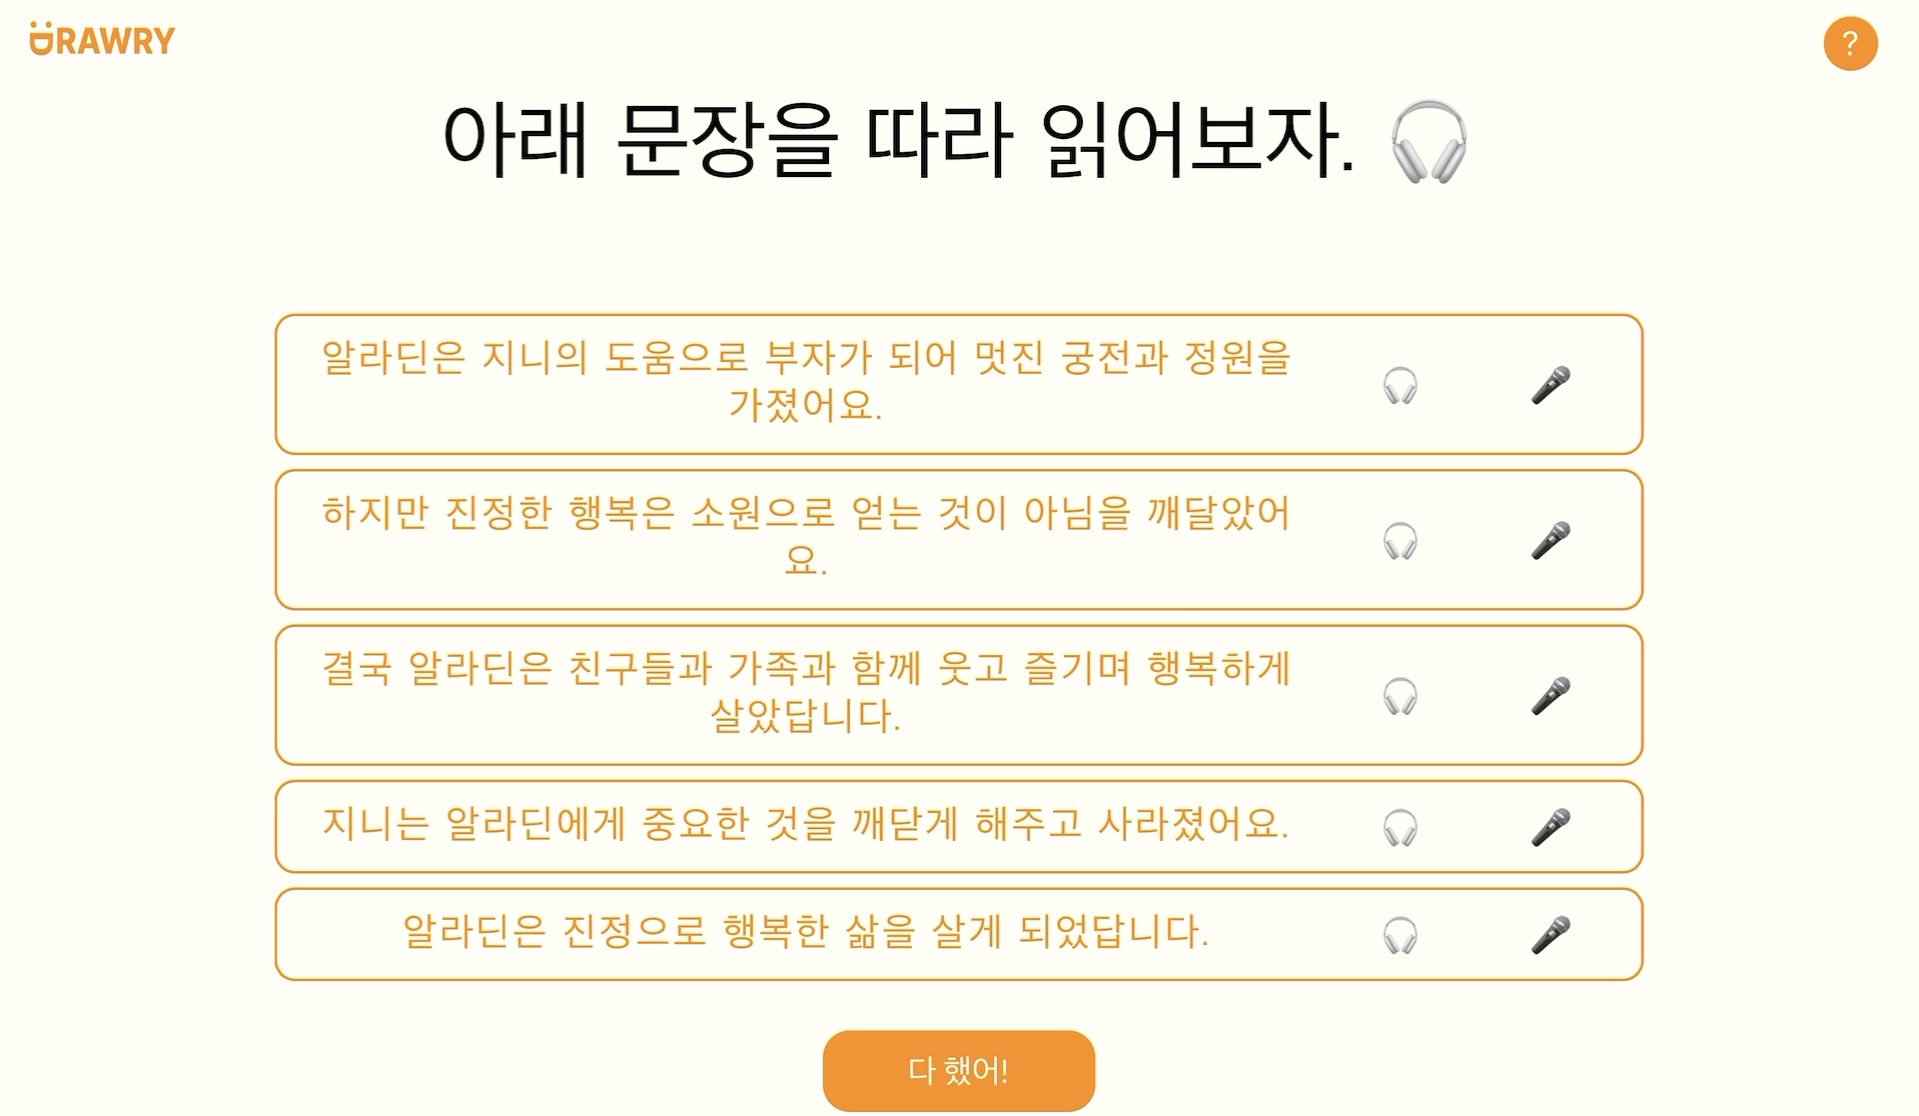 DRAWRY
?
아래 문장을 따라 읽어보자.
알라딘은 지니의 도움으로 부자가 되어 멋진 궁전과 정원을
가졌어요.
하지만 진정한 행복은 소원으로 얻는 것이 아님을 깨달았어
요.
결국 알라딘은 친구들과 가족과 함께 웃고 즐기며 행복하게
살았답니다.
지니는 알라딘에게 중요한 것을 깨닫게 해주고 사라졌어요.
알라딘은 진정으로 행복한 삶을 살게 되었답니다.
다 했어!